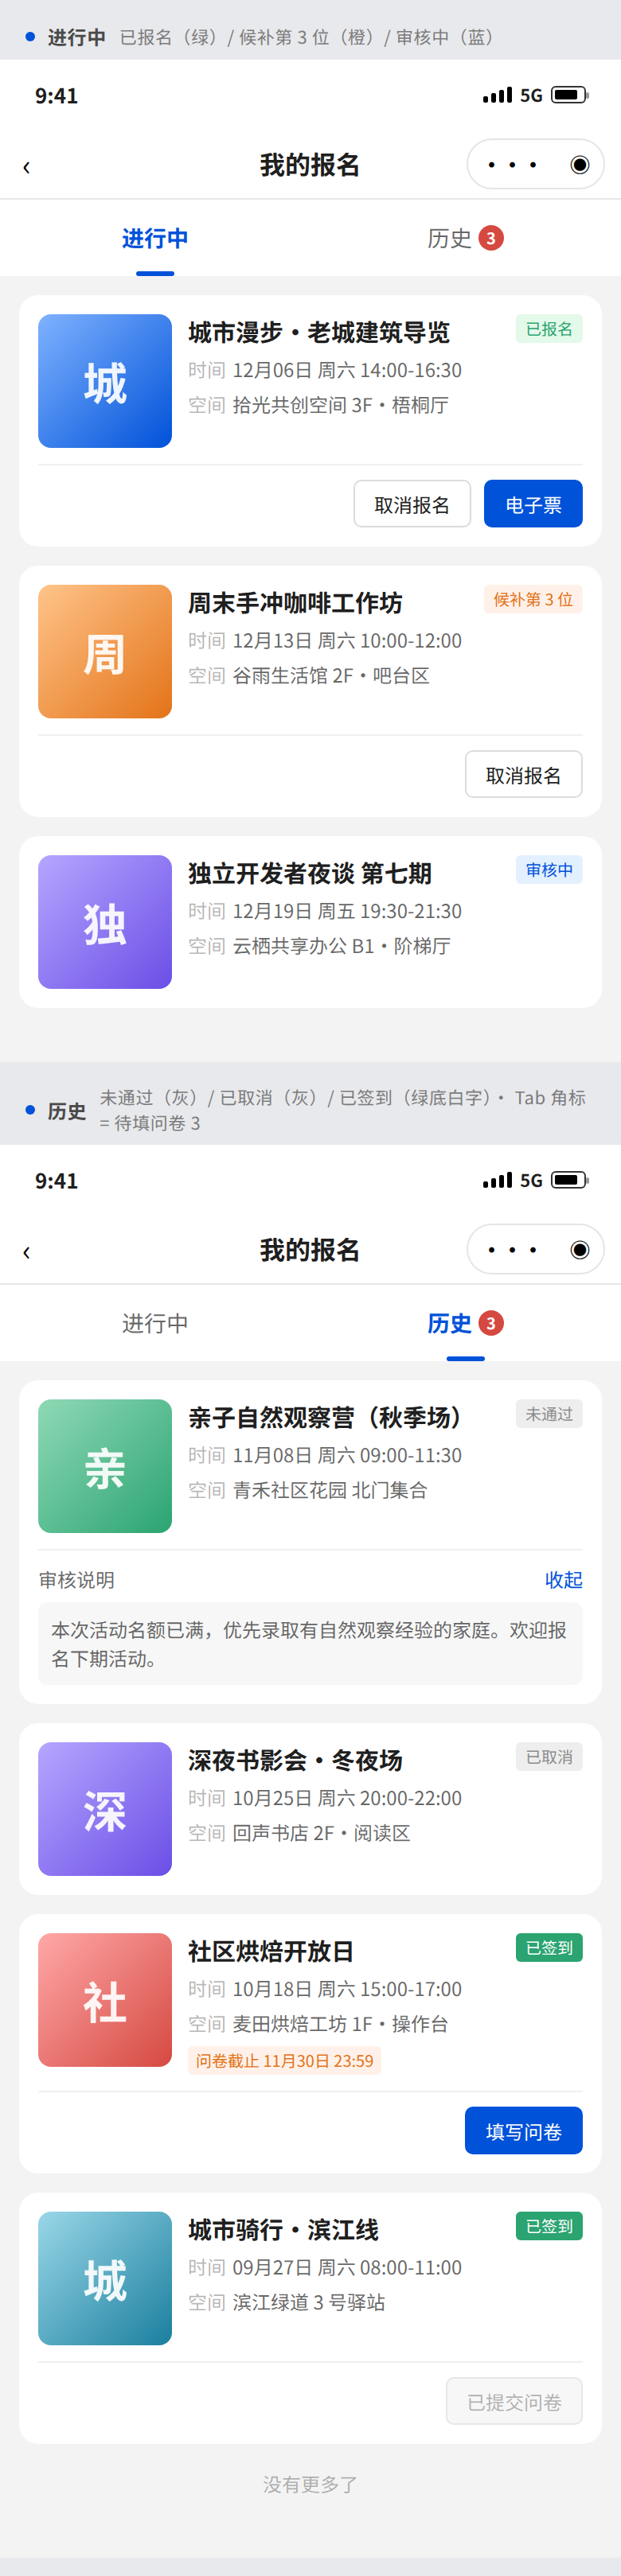 进行中 已报名（绿）/ 候补第 3 位（橙）/ 审核中（蓝）
9:41 5G
‹ 我的报名
进行中 历史 3
城 城市漫步·老城建筑导览 已报名
时间 12月06日 周六 14:00-16:30
空间 拾光共创空间 3F·梧桐厅
取消报名 电子票
周 周末手冲咖啡工作坊 候补第 3 位
时间 12月13日 周六 10:00-12:00
空间 谷雨生活馆 2F·吧台区
取消报名
独 独立开发者夜谈 第七期 审核中
时间 12月19日 周五 19:30-21:30
空间 云栖共享办公 B1·阶梯厅
历史 未通过（灰）/ 已取消（灰）/ 已签到（绿底白字）· Tab 角标
= 待填问卷 3
9:41 5G
‹ 我的报名
进行中 历史 3
亲 亲子自然观察营（秋季场） 未通过
时间 11月08日 周六 09:00-11:30
空间 青禾社区花园 北门集合
审核说明 收起
本次活动名额已满，优先录取有自然观察经验的家庭。欢迎报
名下期活动。
深 深夜书影会·冬夜场 已取消
时间 10月25日 周六 20:00-22:00
空间 回声书店 2F·阅读区
社 社区烘焙开放日 已签到
时间 10月18日 周六 15:00-17:00
空间 麦田烘焙工坊 1F·操作台
问卷截止 11月30日 23:59
填写问卷
城 城市骑行·滨江线 已签到
时间 09月27日 周六 08:00-11:00
空间 滨江绿道 3 号驿站
已提交问卷
没有更多了